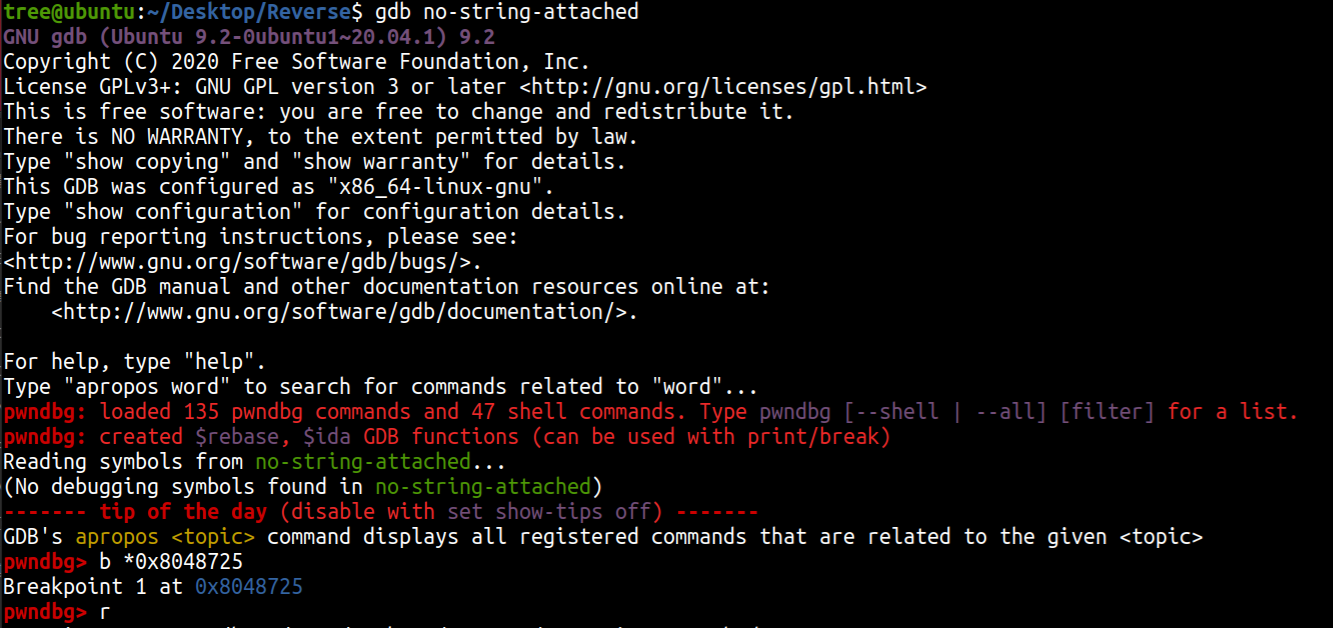 tree@ubuntu:~/Desktop/Reverse$ gdb no-string-attached
GNU gdb (Ubuntu 9.2-0ubuntu1~20.04.1) 9.2
Copyright (C) 2020 Free Software Foundation, Inc.
License GPLv3+: GNU GPL version 3 or later <http://gnu.org/licenses/gpl.html>
This is free software: you are free to change and redistribute it.
There is NO WARRANTY, to the extent permitted by law.
Type "show copying" and "show warranty" for details.
This GDB was configured as "x86_64-linux-gnu".
Type "show configuration" for configuration details.
For bug reporting instructions, please see:
<http://www.gnu.org/software/gdb/bugs/>.
Find the GDB manual and other documentation resources online at:
    <http://www.gnu.org/software/gdb/documentation/>.
For help, type "help".
Type "apropos word" to search for commands related to "word"...
pwndbg: loaded 135 pwndbg commands and 47 shell commands. Type pwndbg [--shell | --all] [filter] for a list.
pwndbg: created $rebase, $ida GDB functions (can be used with print/break)
Reading symbols from no-string-attached...
(No debugging symbols found in no-string-attached)
------- tip of the day (disable with set show-tips off) -------
GDB's apropos <topic> command displays all registered commands that are related to the given <topic>
pwndbg> b *0x8048725
Breakpoint 1 at 0x8048725
pwndbg> r